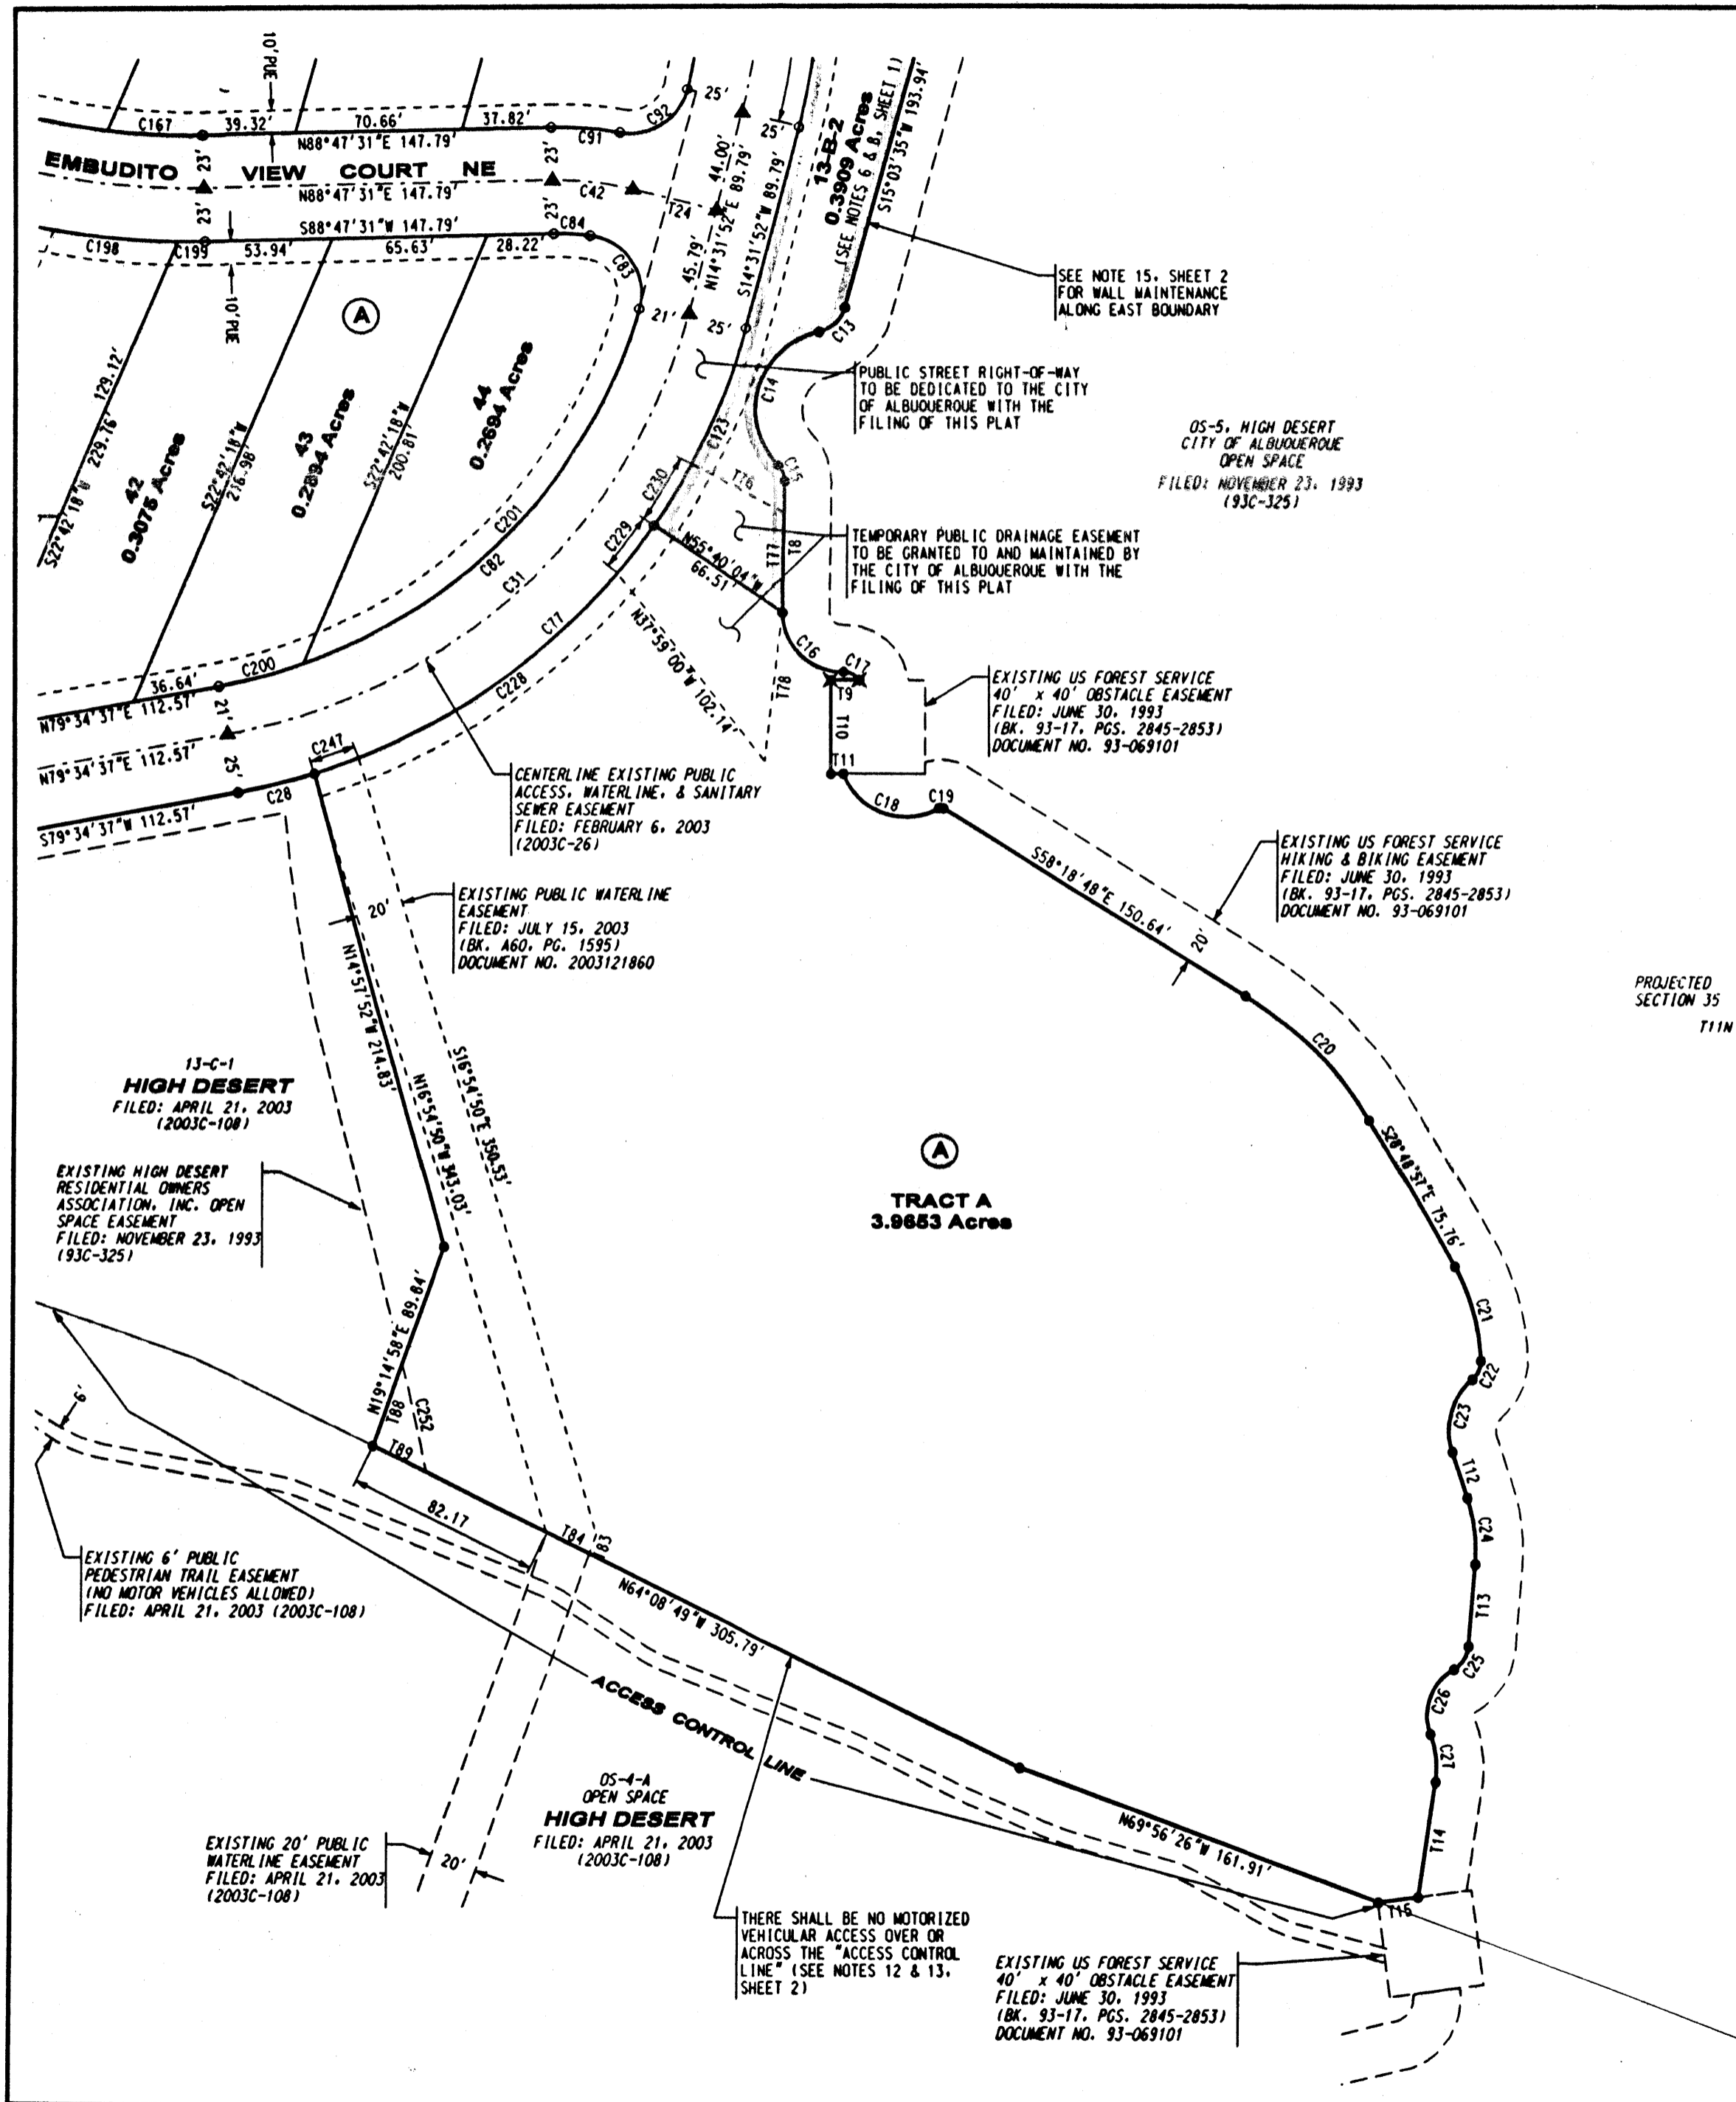 10' PUE
C167
39.32'
70.66'
37.82'
C91
C92
25'
N88°47'31"E 147.79'
EMBUDITO VIEW COURT NE
23'
23'
N88°47'31"E 147.79'
C42
T24
44.00'
N14°31'52"E 89.79'
45.79'
25'
S14°31'52"W 89.79'
13-B-2
0.3909 Acres
(SEE NOTES 6 & 8, SHEET 1)
S15°03'35"W 193.94'
23'
23'
S88°47'31"W 147.79'
C84
C198
C199
53.94'
65.63'
28.22'
C83
10' PUE
A
21'
25'
C13
SEE NOTE 15, SHEET 2
FOR WALL MAINTENANCE
ALONG EAST BOUNDARY
129.12'
S22°42'18"W 229.76'
42
0.3075 Acres
S22°42'18"W
216.98'
43
0.2894 Acres
S22°42'18"W
200.81'
44
0.2694 Acres
PUBLIC STREET RIGHT-OF-WAY
TO BE DEDICATED TO THE CITY
OF ALBUQUERQUE WITH THE
FILING OF THIS PLAT
C14
C123
C15
T76
C230
C229
OS-5, HIGH DESERT
CITY OF ALBUQUERQUE
OPEN SPACE
FILED: NOVEMBER 23, 1993
(93C-325)
C201
C82
C31
C77
N55°40'04"W
66.51'
T77
T8
TEMPORARY PUBLIC DRAINAGE EASEMENT
TO BE GRANTED TO AND MAINTAINED BY
THE CITY OF ALBUQUERQUE WITH THE
FILING OF THIS PLAT
N37°59'00"W 102.14'
T78
C16
C17
T9
T10
T11
EXISTING US FOREST SERVICE
40' x 40' OBSTACLE EASEMENT
FILED: JUNE 30, 1993
(BK. 93-17, PGS. 2845-2853)
DOCUMENT NO. 93-069101
36.64'
C200
C228
N79°34'37"E 112.57'
21'
N79°34'37"E 112.57'
25'
C247
C28
S79°34'37"W 112.57'
CENTERLINE EXISTING PUBLIC
ACCESS, WATERLINE, & SANITARY
SEWER EASEMENT
FILED: FEBRUARY 6, 2003
(2003C-26)
C18
C19
S58°18'48"E 150.64'
20'
EXISTING US FOREST SERVICE
HIKING & BIKING EASEMENT
FILED: JUNE 30, 1993
(BK. 93-17, PGS. 2845-2853)
DOCUMENT NO. 93-069101
20'
EXISTING PUBLIC WATERLINE
EASEMENT
FILED: JULY 15, 2003
(BK. A60, PG. 1595)
DOCUMENT NO. 2003121860
N14°57'52"W 214.83'
N16°54'50"W 343.03'
S16°54'50"E 350.53'
PROJECTED
SECTION 35
T11N
C20
13-C-1
HIGH DESERT
FILED: APRIL 21, 2003
(2003C-108)
A
TRACT A
3.9653 Acres
S28°48'57"E 75.76'
EXISTING HIGH DESERT
RESIDENTIAL OWNERS
ASSOCIATION, INC. OPEN
SPACE EASEMENT
FILED: NOVEMBER 23, 1993
(93C-325)
N19°14'58"E 89.84'
T88
C252
T89
C21
C22
C23
T12
C24
T13
C25
C26
C27
T14
T15
6'
82.17
T84
T83
N64°08'49"W 305.79'
EXISTING 6' PUBLIC
PEDESTRIAN TRAIL EASEMENT
(NO MOTOR VEHICLES ALLOWED)
FILED: APRIL 21, 2003 (2003C-108)
ACCESS CONTROL LINE
OS-4-A
OPEN SPACE
HIGH DESERT
FILED: APRIL 21, 2003
(2003C-108)
N69°56'26"W 161.91'
EXISTING 20' PUBLIC
WATERLINE EASEMENT
FILED: APRIL 21, 2003
(2003C-108)
20'
THERE SHALL BE NO MOTORIZED
VEHICULAR ACCESS OVER OR
ACROSS THE "ACCESS CONTROL
LINE" (SEE NOTES 12 & 13,
SHEET 2)
EXISTING US FOREST SERVICE
40' x 40' OBSTACLE EASEMENT
FILED: JUNE 30, 1993
(BK. 93-17, PGS. 2845-2853)
DOCUMENT NO. 93-069101